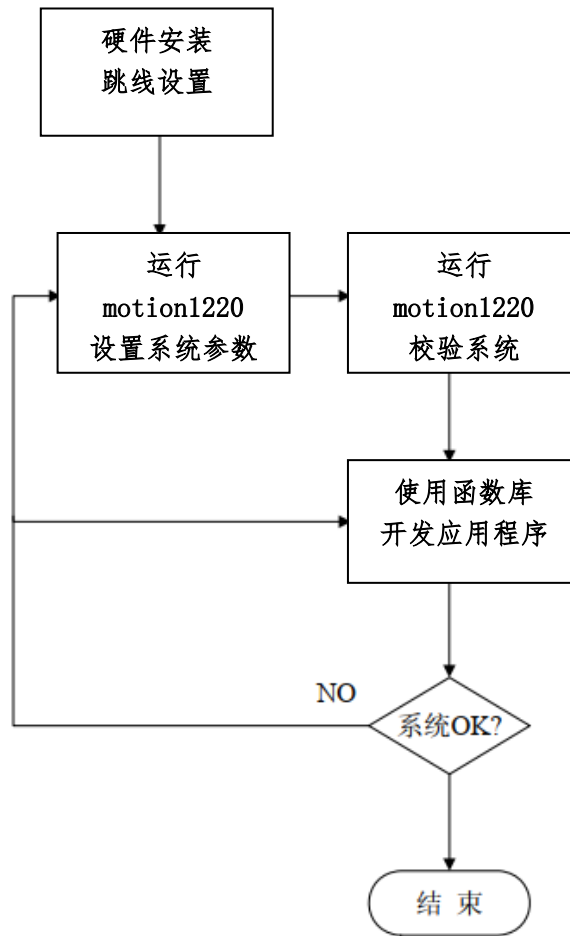 硬件安装
跳线设置
运行
motion1220
设置系统参数
运行
motion1220
校验系统
使用函数库
开发应用程序
NO
系统OK?
结 束